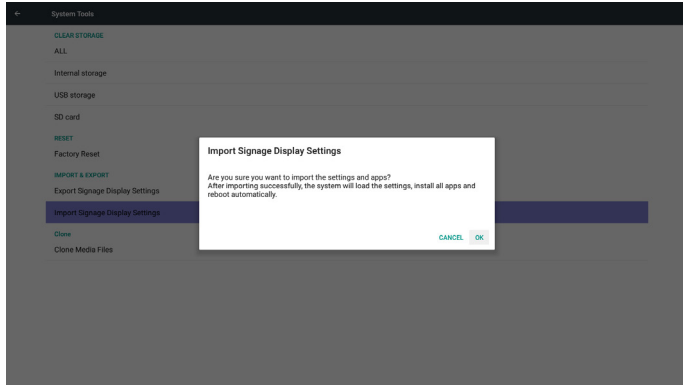 System Tools
CLEAR STORAGE
ALL
Internal storage
USB storage
SD card
RESET
Factory Reset
IMPORT & EXPORT
Export Signage Display Settings
Import Signage Display Settings
Clone
Clone Media Files
Import Signage Display Settings
Are you sure you want to import the settings and apps?
After importing successfully, the system will load the settings, install all apps and
reboot automatically.
CANCEL OK